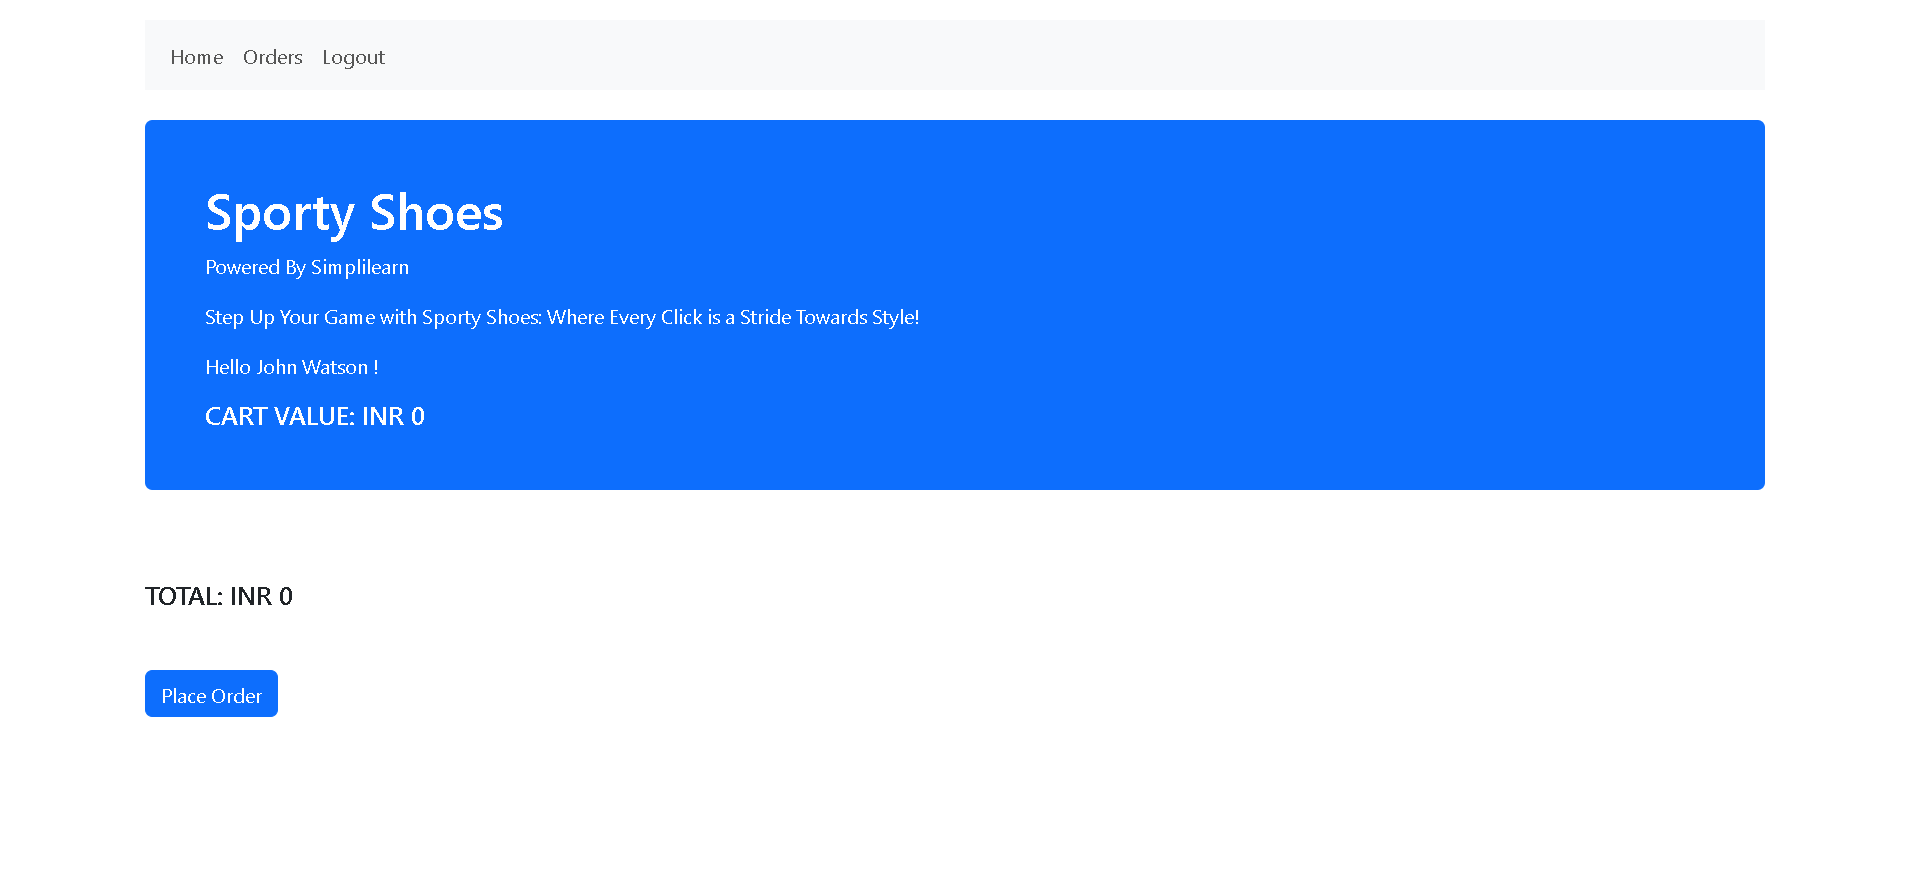 Home Orders Logout
Sporty Shoes
Powered By Simplilearn
Step Up Your Game with Sporty Shoes: Where Every Click is a Stride Towards Style!
Hello John Watson !
CART VALUE: INR 0
TOTAL: INR 0
Place Order